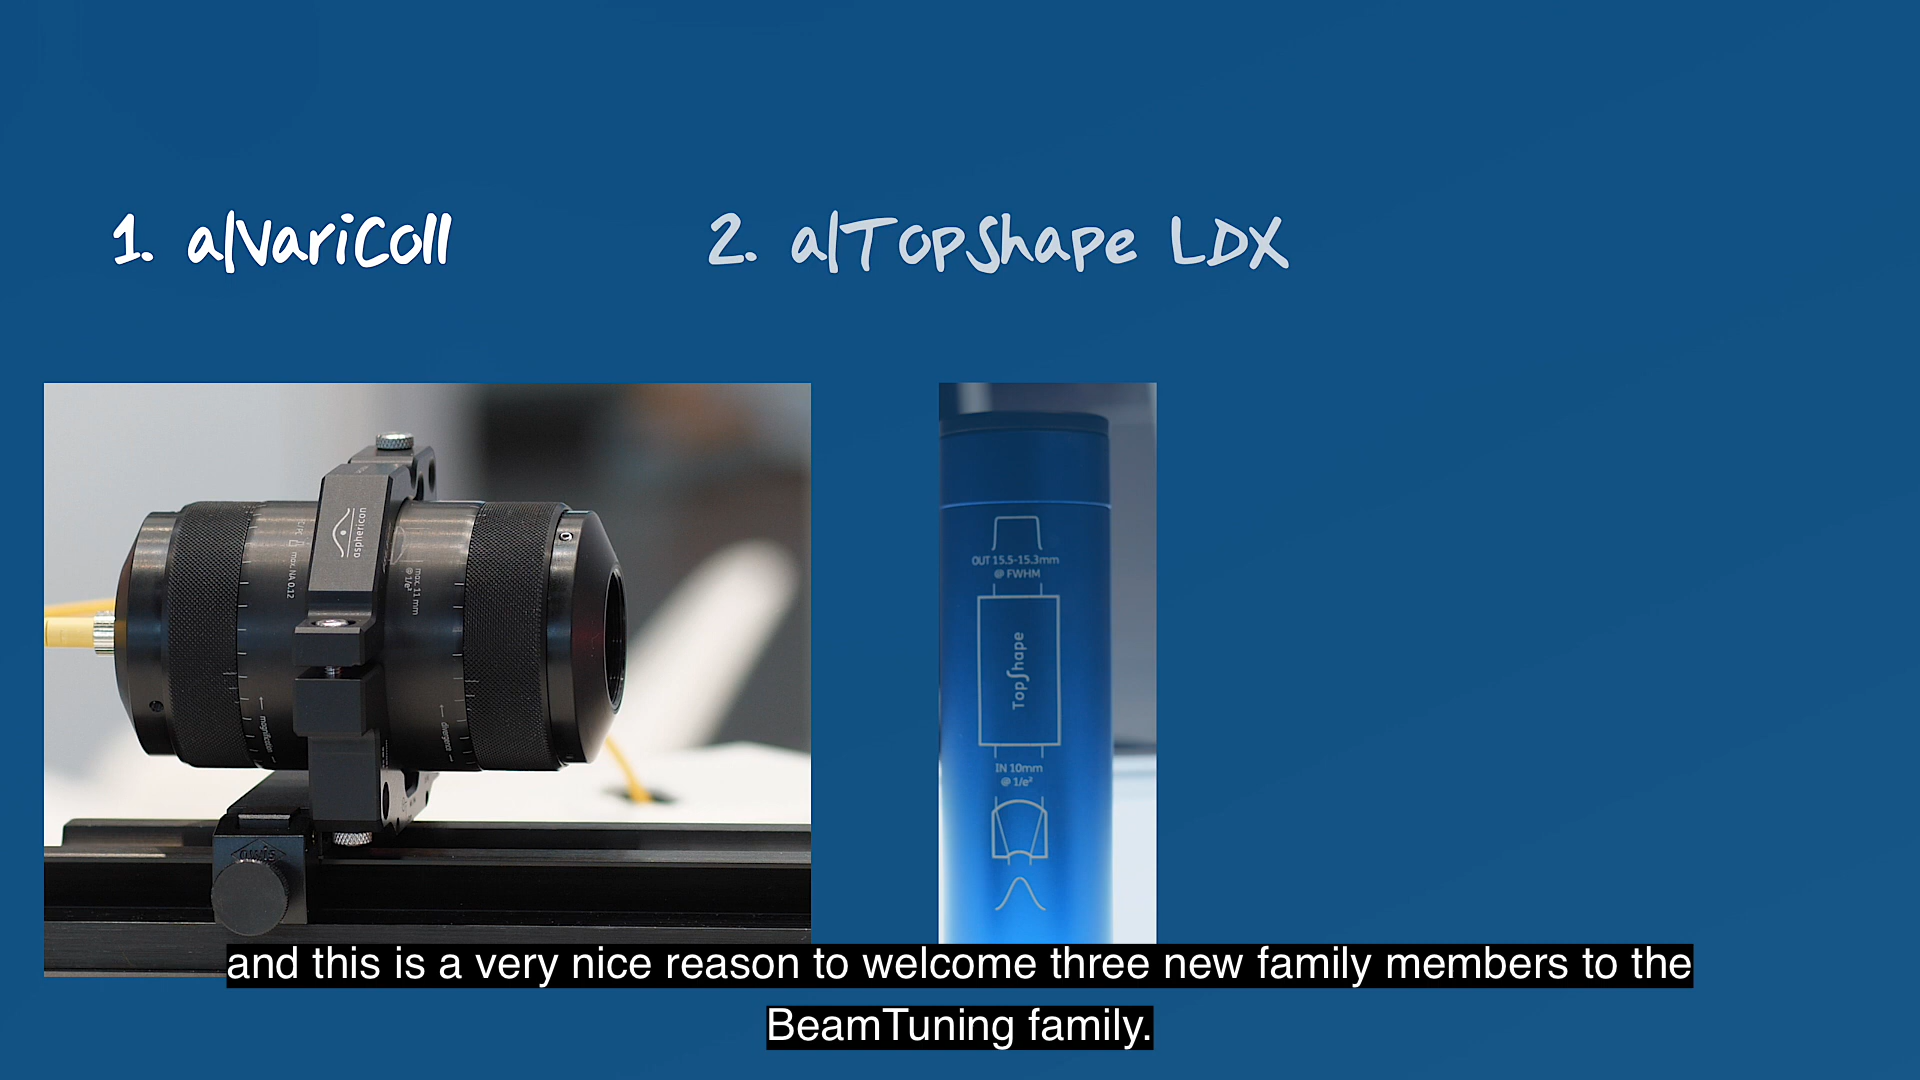 1. a|VariColl
2. a|TopShape LDX
asphericon
max. NA 0.12
max. 11 mm
@ 1/e²
magnification
divergence
OWIS
OUT 15.5-15.3mm
@ FWHM
TopShape
IN 10mm
@ 1/e²
and this is a very nice reason to welcome three new family members to the
BeamTuning family.